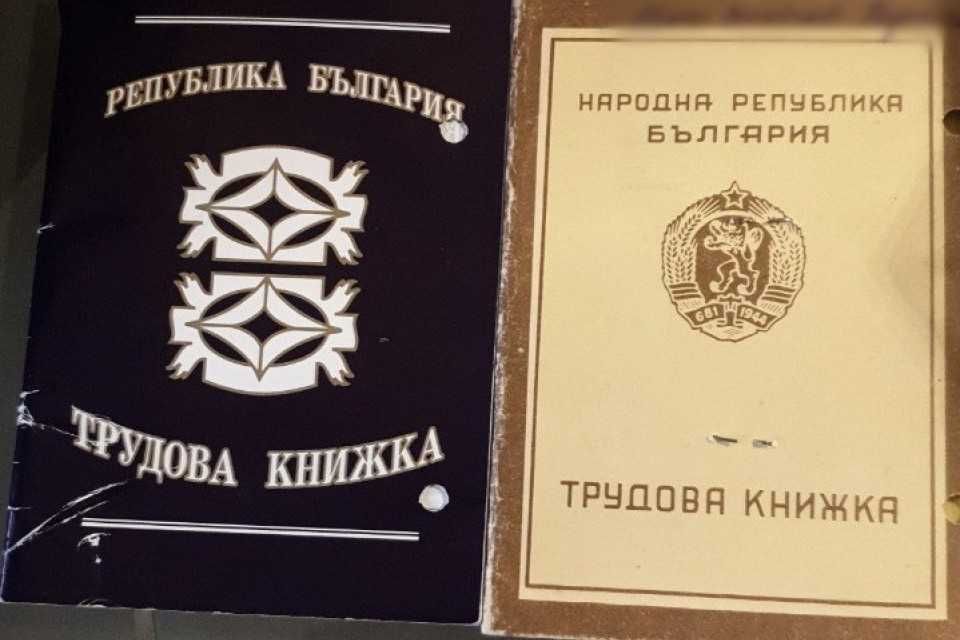 РЕПУБЛИКА БЪЛГАРИЯ
ТРУДОВА КНИЖКА
НАРОДНА РЕПУБЛИКА
БЪЛГАРИЯ
681 1944
ТРУДОВА КНИЖКА